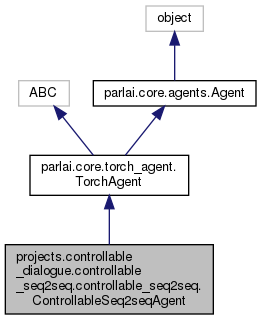 object
ABC
parlai.core.agents.Agent
parlai.core.torch_agent.
TorchAgent
projects.controllable
_dialogue.controllable
_seq2seq.controllable_seq2seq.
ControllableSeq2seqAgent